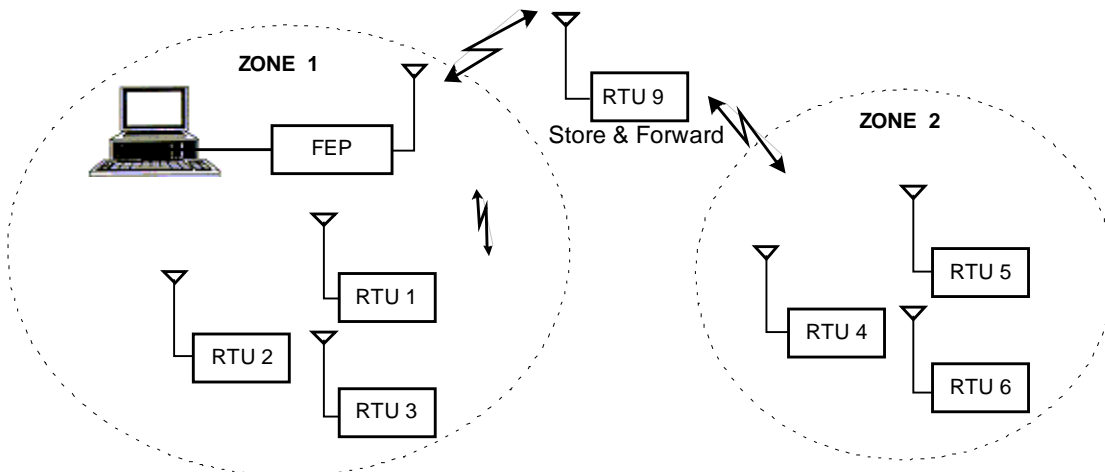 ZONE 1
RTU 9
Store & Forward
ZONE 2
FEP
RTU 1
RTU 2
RTU 3
RTU 5
RTU 4
RTU 6